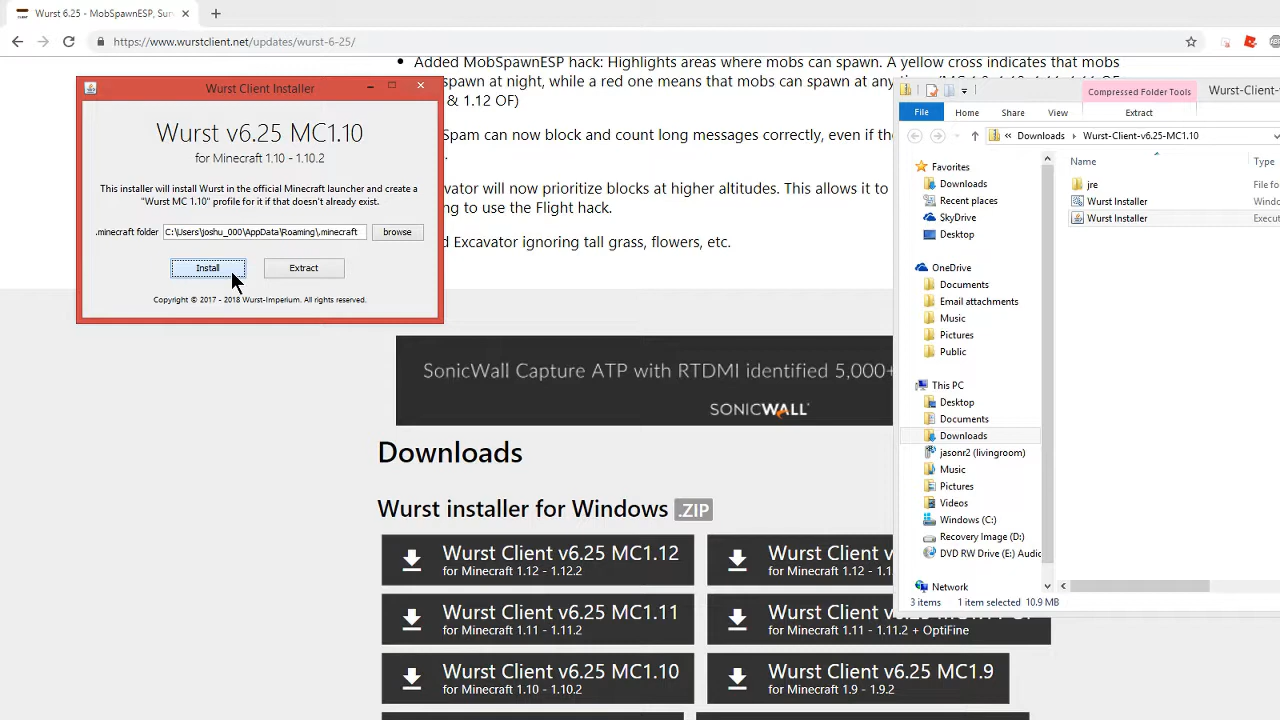 Wurst 6.25 - MobSpawnESP, Sur
https://www.wurstclient.net/updates/wurst-6-25/
Added MobSpawnESP hack: Highlights areas where mobs can spawn. A yellow cross indicates that mobs
spawn at night, while a red one means that mobs can spawn at any
& 1.12 OF)
Spam can now block and count long messages correctly, even if the
avator will now prioritize blocks at higher altitudes. This allows it to
ng to use the Flight hack.
d Excavator ignoring tall grass, flowers, etc.
Wurst Client Installer
Wurst v6.25 MC1.10
for Minecraft 1.10 - 1.10.2
This installer will install Wurst in the official Minecraft launcher and create a
"Wurst MC 1.10" profile for it if that doesn't already exist.
.minecraft folder C:\Users\joshu_000\AppData\Roaming\.minecraft browse
Install Extract
Copyright © 2017 - 2018 Wurst-Imperium. All rights reserved.
SonicWall Capture ATP with RTDMI identified 5,000+
SONICWALL
Downloads
Wurst installer for Windows .ZIP
Wurst Client v6.25 MC1.12
for Minecraft 1.12 - 1.12.2
Wurst Client v
for Minecraft 1.12 - 1.
Wurst Client v6.25 MC1.11
for Minecraft 1.11 - 1.11.2
Wurst Client
for Minecraft 1.11 - 1.11.2 + OptiFine
Wurst Client v6.25 MC1.10
for Minecraft 1.10 - 1.10.2
Wurst Client v6.25 MC1.9
for Minecraft 1.9 - 1.9.2
Compressed Folder Tools Wurst-Client-
File Home Share View Extract
« Downloads Wurst-Client-v6.25-MC1.10
Favorites
Downloads
Recent places
SkyDrive
Desktop
OneDrive
Documents
Email attachments
Music
Pictures
Public
This PC
Desktop
Documents
Downloads
jasonr2 (livingroom)
Music
Pictures
Videos
Windows (C:)
Recovery Image (D:)
DVD RW Drive (E:) Audio
Network
Name Type
jre File fo
Wurst Installer Windo
Wurst Installer Execut
3 items 1 item selected 10.9 MB